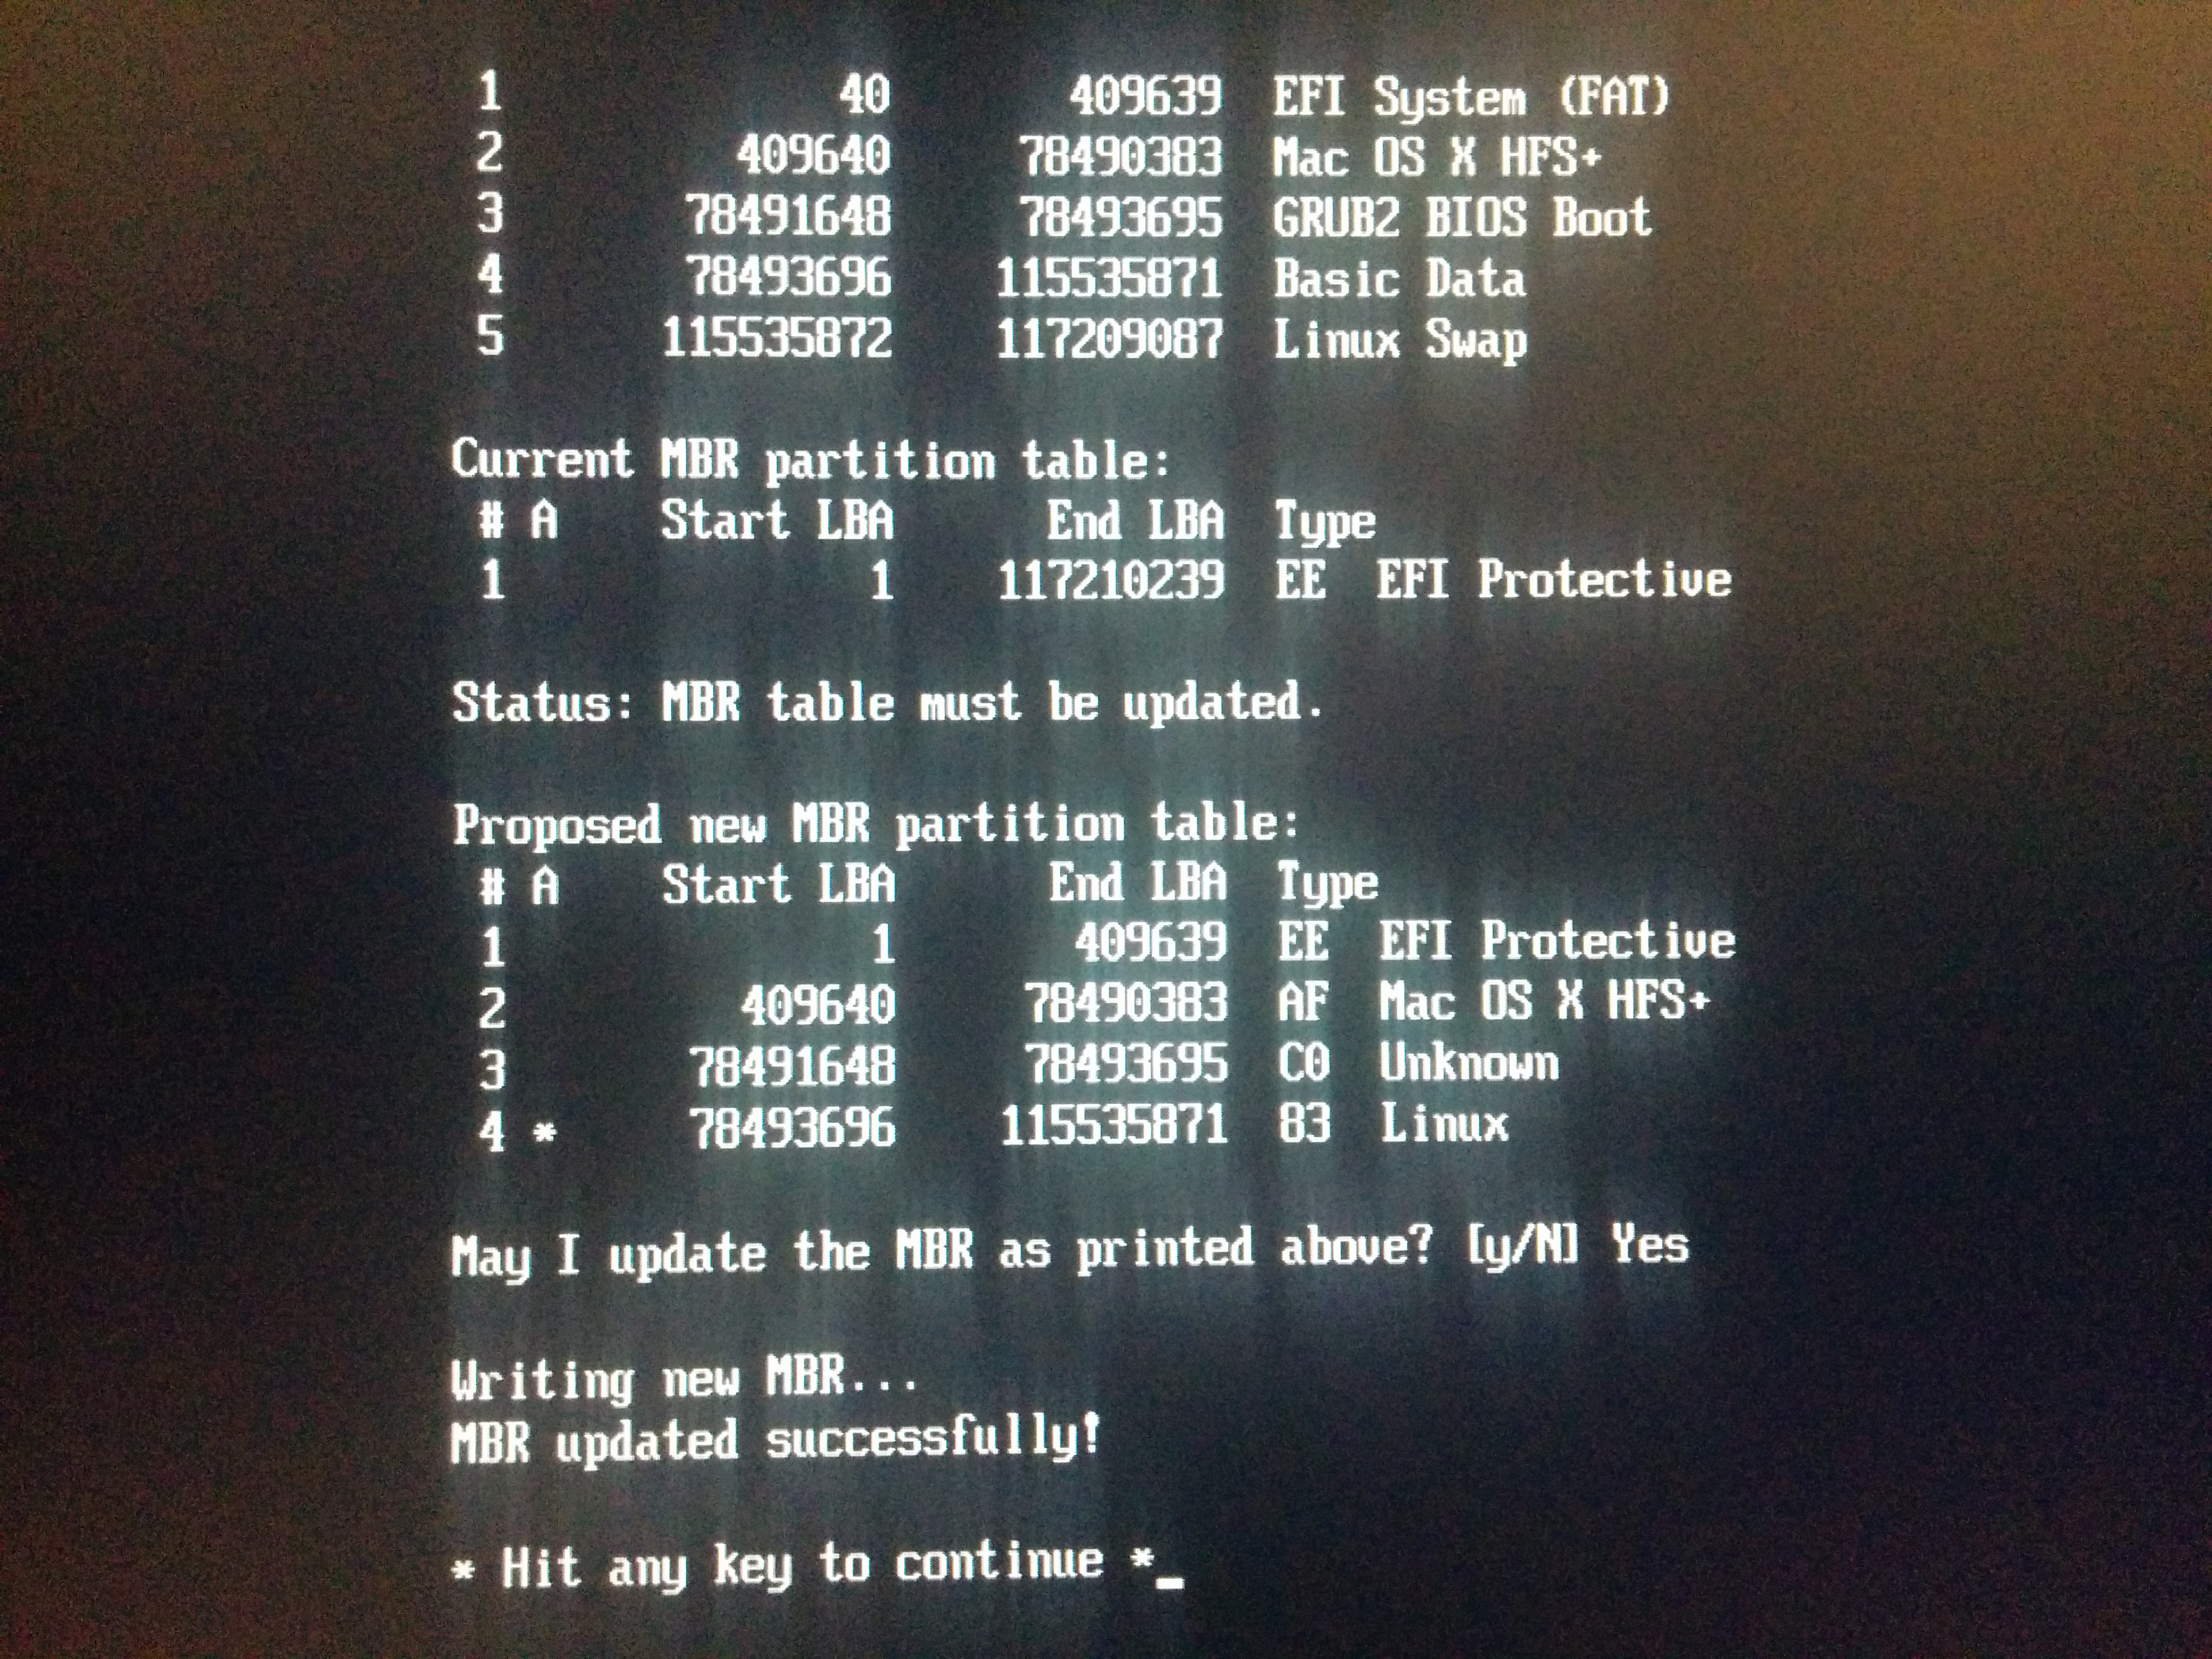 1 40 409639 EFI System (FAT)
2 409640 78490383 Mac OS X HFS+
3 78491648 78493695 GRUB2 BIOS Boot
4 78493696 115535871 Basic Data
5 115535872 117209087 Linux Swap
Current MBR partition table:
# A Start LBA End LBA Type
1 1 117210239 EE EFI Protective
Status: MBR table must be updated.
Proposed new MBR partition table:
# A Start LBA End LBA Type
1 1 409639 EE EFI Protective
2 409640 78490383 AF Mac OS X HFS+
3 78491648 78493695 C0 Unknown
4 * 78493696 115535871 83 Linux
May I update the MBR as printed above? [y/N] Yes
Writing new MBR...
MBR updated successfully!
* Hit any key to continue *_